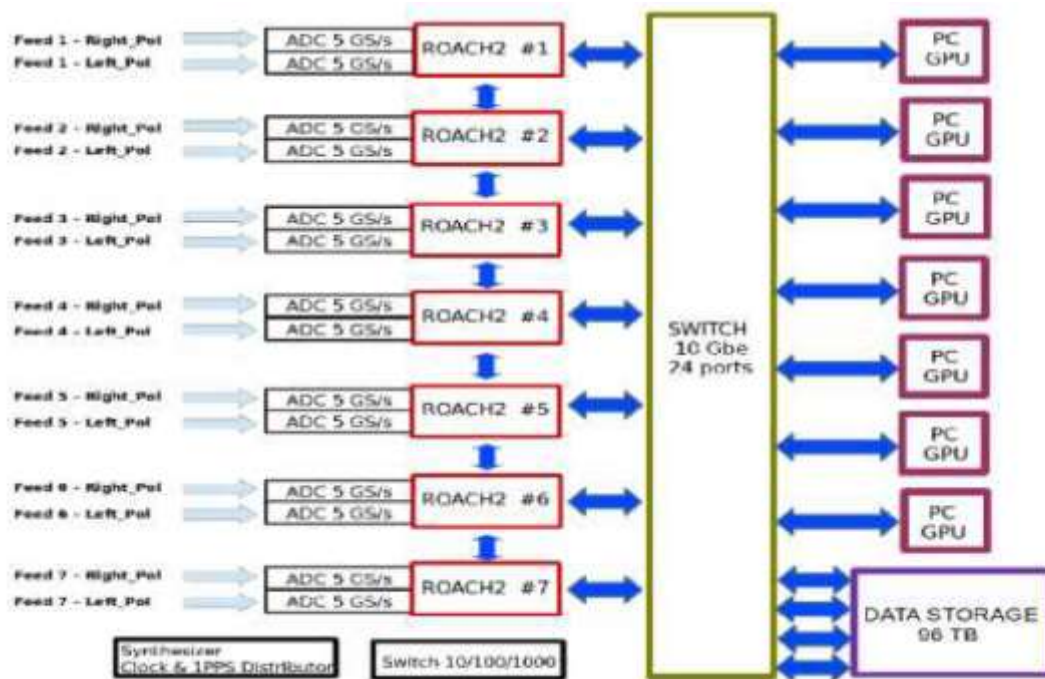 Feed 1 - Right_Pol
Feed 1 - Left_Pol
ADC 5 GS/s
ADC 5 GS/s
ROACH2 #1
Feed 2 - Right_Pol
Feed 2 - Left_Pol
ADC 5 GS/s
ADC 5 GS/s
ROACH2 #2
Feed 3 - Right_Pol
Feed 3 - Left_Pol
ADC 5 GS/s
ADC 5 GS/s
ROACH2 #3
Feed 4 - Right_Pol
Feed 4 - Left_Pol
ADC 5 GS/s
ADC 5 GS/s
ROACH2 #4
Feed 5 - Right_Pol
Feed 5 - Left_Pol
ADC 5 GS/s
ADC 5 GS/s
ROACH2 #5
Feed 6 - Right_Pol
Feed 6 - Left_Pol
ADC 5 GS/s
ADC 5 GS/s
ROACH2 #6
Feed 7 - Right_Pol
Feed 7 - Left_Pol
ADC 5 GS/s
ADC 5 GS/s
ROACH2 #7
Synthesizer
Clock & 1PPS Distributor
Switch 10/100/1000
SWITCH
10 Gbe
24 ports
PC
GPU
PC
GPU
PC
GPU
PC
GPU
PC
GPU
PC
GPU
PC
GPU
DATA STORAGE
96 TB